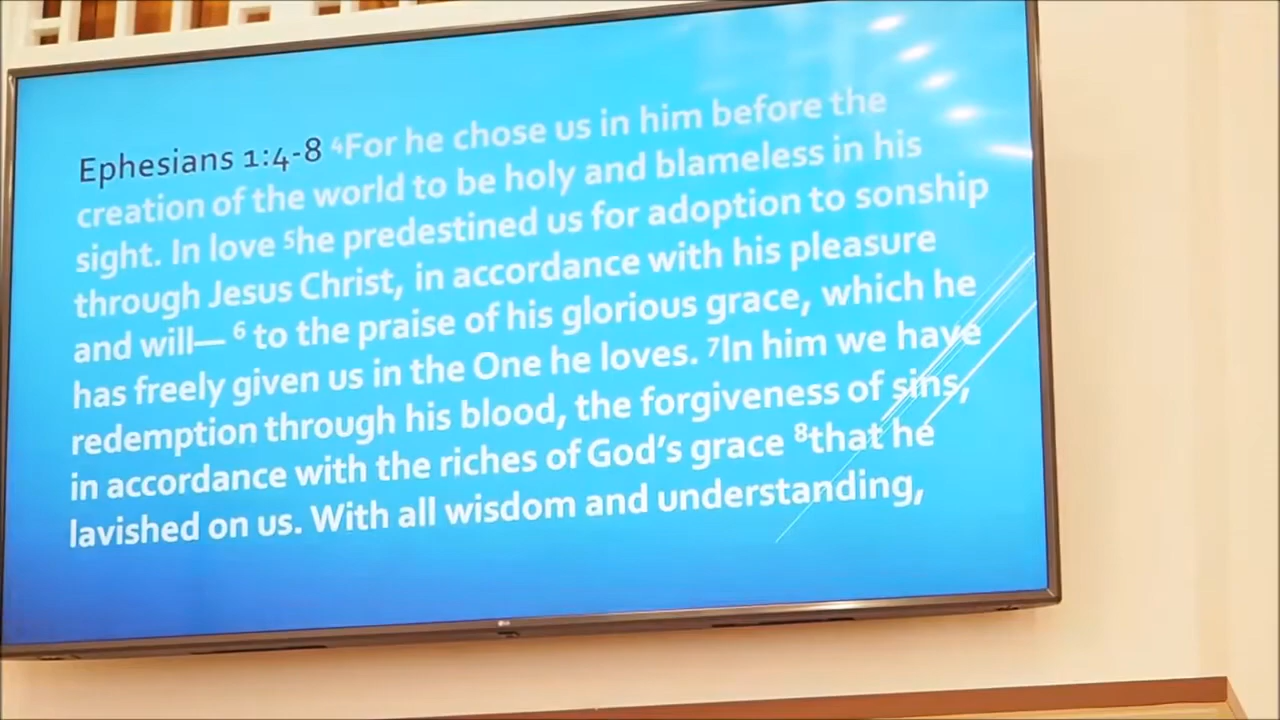 Ephesians 1:4-8 ⁴For he chose us in him before the
creation of the world to be holy and blameless in his
sight. In love ⁵he predestined us for adoption to sonship
through Jesus Christ, in accordance with his pleasure
and will— ⁶ to the praise of his glorious grace, which he
has freely given us in the One he loves. ⁷In him we have
redemption through his blood, the forgiveness of sins,
in accordance with the riches of God's grace ⁸that he
lavished on us. With all wisdom and understanding,
LG